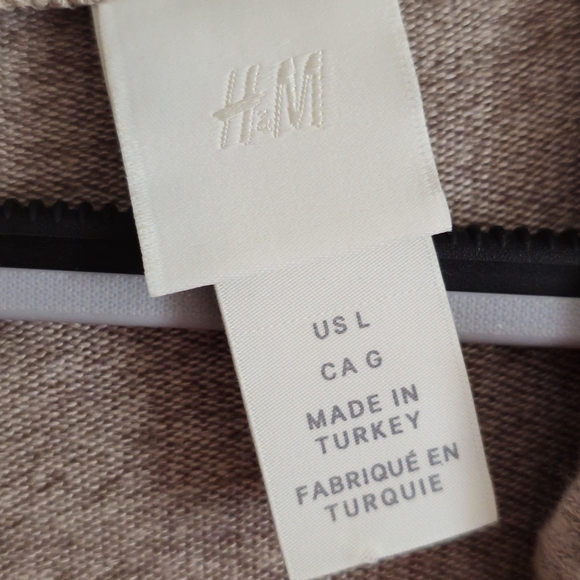 H&M
US L
CA G
MADE IN
TURKEY
FABRIQUÉ EN
TURQUIE